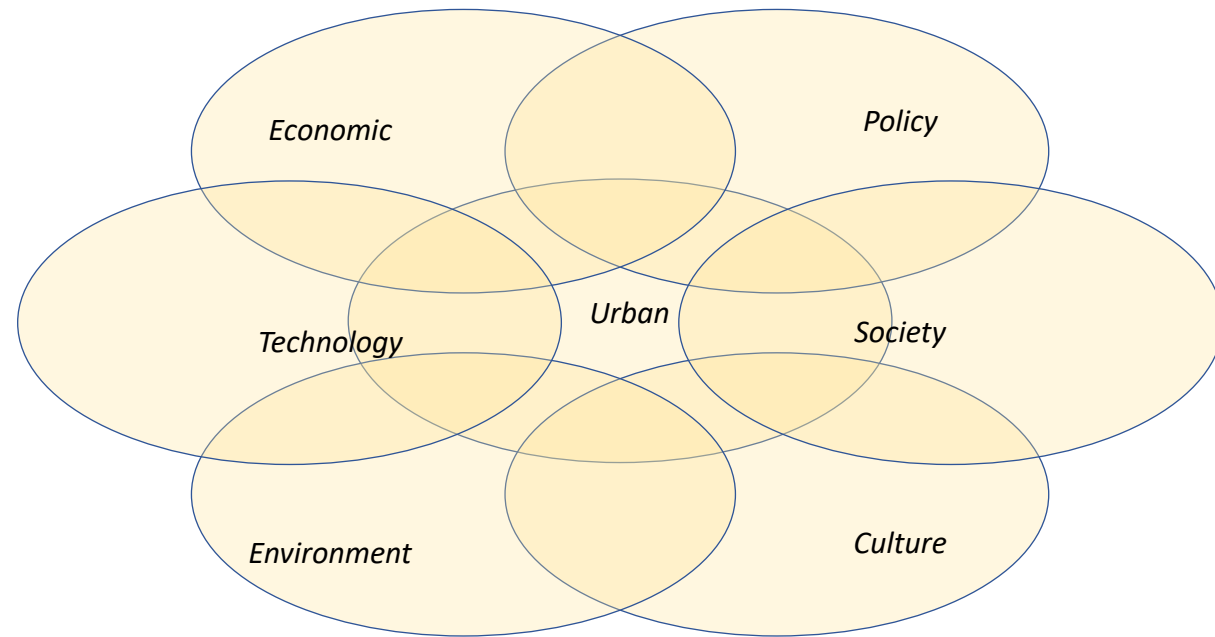 Economic
Policy
Urban
Technology
Society
Environment
Culture